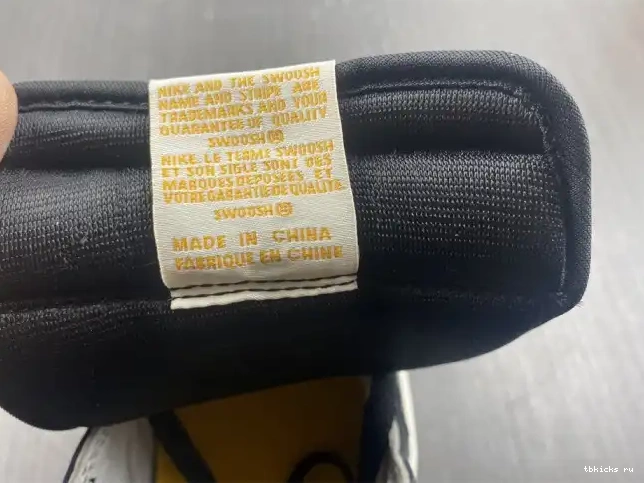 NIKE AND THE SWOOSH
NAME AND STRIPE ARE
TRADEMARKS AND YOUR
GUARANTEE OF QUALITY
SWOOSH®
NIKE, LE TERME SWOOSH
ET SON SIGLE SONT DES
MARQUES DEPOSEES ET
VOTRE GARANTIE DE QUALITE
SWOOSH®
MADE IN CHINA
FABRIQUE EN CHINE
tbkicks ru